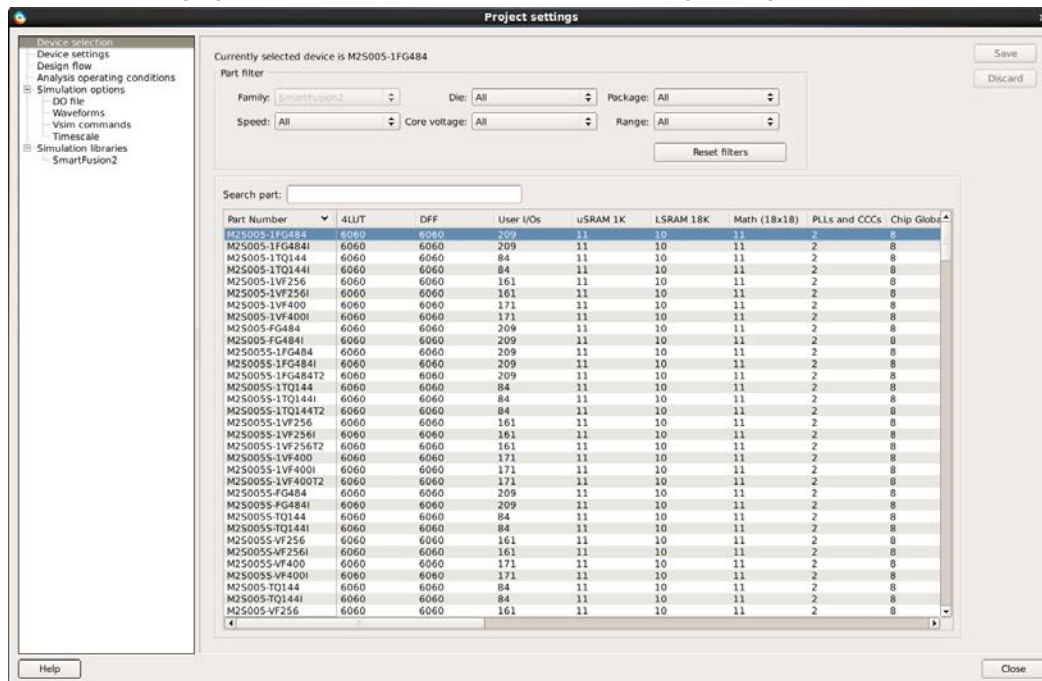 Project settings
Device selection
Device settings
Design flow
Analysis operating conditions
Simulation options
DO file
Waveforms
Vsim commands
Timescale
Simulation libraries
SmartFusion2
Currently selected device is M2S005-1FG484
Part filter
Family: SmartFusion2 Die: All Package: All
Speed: All Core voltage: All Range: All
Reset filters
Save
Discard
Search part:
Part Number 4LUT DFF User I/Os uSRAM 1K LSRAM 18K Math (18x18) PLLs and CCCs Chip Globa
M2S005-1FG484 6060 6060 209 11 10 11 2 8
M2S005-1FG484I 6060 6060 209 11 10 11 2 8
M2S005-1TQ144 6060 6060 84 11 10 11 2 8
M2S005-1TQ144I 6060 6060 84 11 10 11 2 8
M2S005-1VF256 6060 6060 161 11 10 11 2 8
M2S005-1VF256I 6060 6060 161 11 10 11 2 8
M2S005-1VF400 6060 6060 171 11 10 11 2 8
M2S005-1VF400I 6060 6060 171 11 10 11 2 8
M2S005-FG484 6060 6060 209 11 10 11 2 8
M2S005-FG484I 6060 6060 209 11 10 11 2 8
M2S005S-1FG484 6060 6060 209 11 10 11 2 8
M2S005S-1FG484I 6060 6060 209 11 10 11 2 8
M2S005S-1FG484T2 6060 6060 209 11 10 11 2 8
M2S005S-1TQ144 6060 6060 84 11 10 11 2 8
M2S005S-1TQ144I 6060 6060 84 11 10 11 2 8
M2S005S-1TQ144T2 6060 6060 84 11 10 11 2 8
M2S005S-1VF256 6060 6060 161 11 10 11 2 8
M2S005S-1VF256I 6060 6060 161 11 10 11 2 8
M2S005S-1VF256T2 6060 6060 161 11 10 11 2 8
M2S005S-1VF400 6060 6060 171 11 10 11 2 8
M2S005S-1VF400I 6060 6060 171 11 10 11 2 8
M2S005S-1VF400T2 6060 6060 171 11 10 11 2 8
M2S005S-FG484 6060 6060 209 11 10 11 2 8
M2S005S-FG484I 6060 6060 209 11 10 11 2 8
M2S005S-TQ144 6060 6060 84 11 10 11 2 8
M2S005S-TQ144I 6060 6060 84 11 10 11 2 8
M2S005S-VF256 6060 6060 161 11 10 11 2 8
M2S005S-VF256I 6060 6060 161 11 10 11 2 8
M2S005S-VF400 6060 6060 171 11 10 11 2 8
M2S005S-VF400I 6060 6060 171 11 10 11 2 8
M2S005-TQ144 6060 6060 84 11 10 11 2 8
M2S005-TQ144I 6060 6060 84 11 10 11 2 8
M2S005-VF256 6060 6060 161 11 10 11 2 8
Help
Close